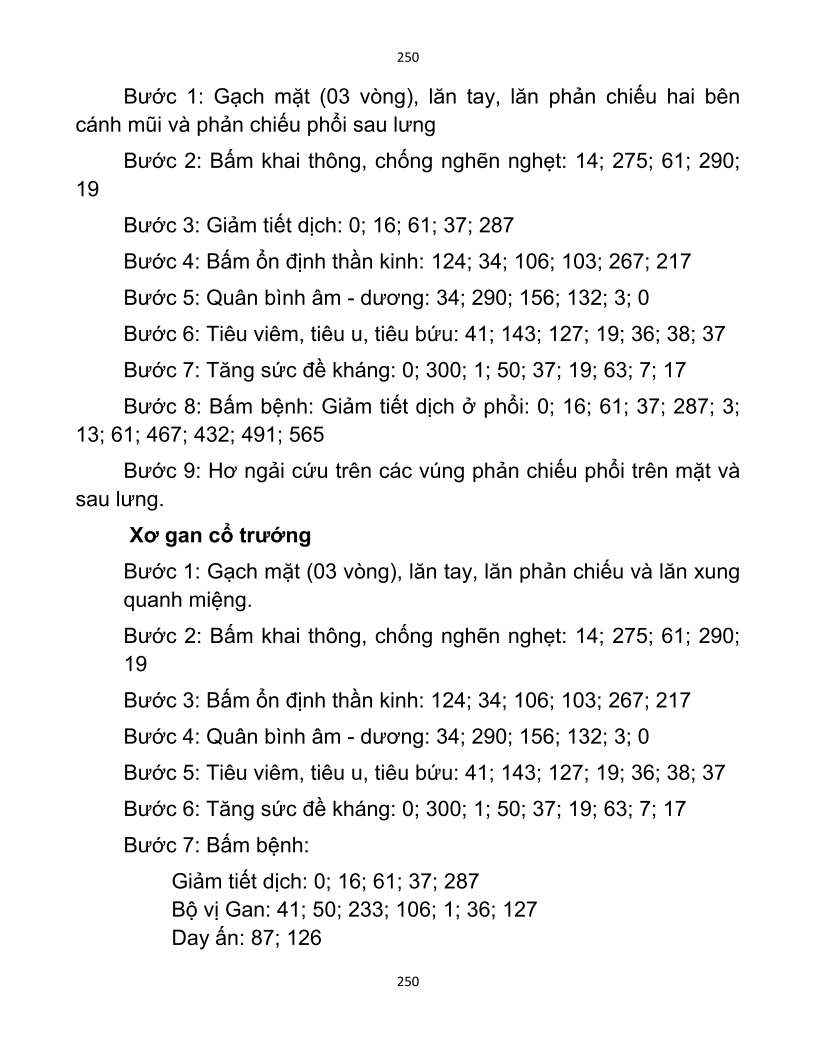 250
Bước 1: Gạch mặt (03 vòng), lăn tay, lăn phản chiếu hai bên
cánh mũi và phản chiếu phổi sau lưng
Bước 2: Bấm khai thông, chống nghẽn nghẹt: 14; 275; 61; 290;
19
Bước 3: Giảm tiết dịch: 0; 16; 61; 37; 287
Bước 4: Bấm ổn định thần kinh: 124; 34; 106; 103; 267; 217
Bước 5: Quân bình âm - dương: 34; 290; 156; 132; 3; 0
Bước 6: Tiêu viêm, tiêu u, tiêu bứu: 41; 143; 127; 19; 36; 38; 37
Bước 7: Tăng sức đề kháng: 0; 300; 1; 50; 37; 19; 63; 7; 17
Bước 8: Bấm bệnh: Giảm tiết dịch ở phổi: 0; 16; 61; 37; 287; 3;
13; 61; 467; 432; 491; 565
Bước 9: Hơ ngải cứu trên các vúng phản chiếu phổi trên mặt và
sau lưng.
Xơ gan cổ trướng
Bước 1: Gạch mặt (03 vòng), lăn tay, lăn phản chiếu và lăn xung
quanh miệng.
Bước 2: Bấm khai thông, chống nghẽn nghẹt: 14; 275; 61; 290;
19
Bước 3: Bấm ổn định thần kinh: 124; 34; 106; 103; 267; 217
Bước 4: Quân bình âm - dương: 34; 290; 156; 132; 3; 0
Bước 5: Tiêu viêm, tiêu u, tiêu bứu: 41; 143; 127; 19; 36; 38; 37
Bước 6: Tăng sức đề kháng: 0; 300; 1; 50; 37; 19; 63; 7; 17
Bước 7: Bấm bệnh:
Giảm tiết dịch: 0; 16; 61; 37; 287
Bộ vị Gan: 41; 50; 233; 106; 1; 36; 127
Day ấn: 87; 126
250